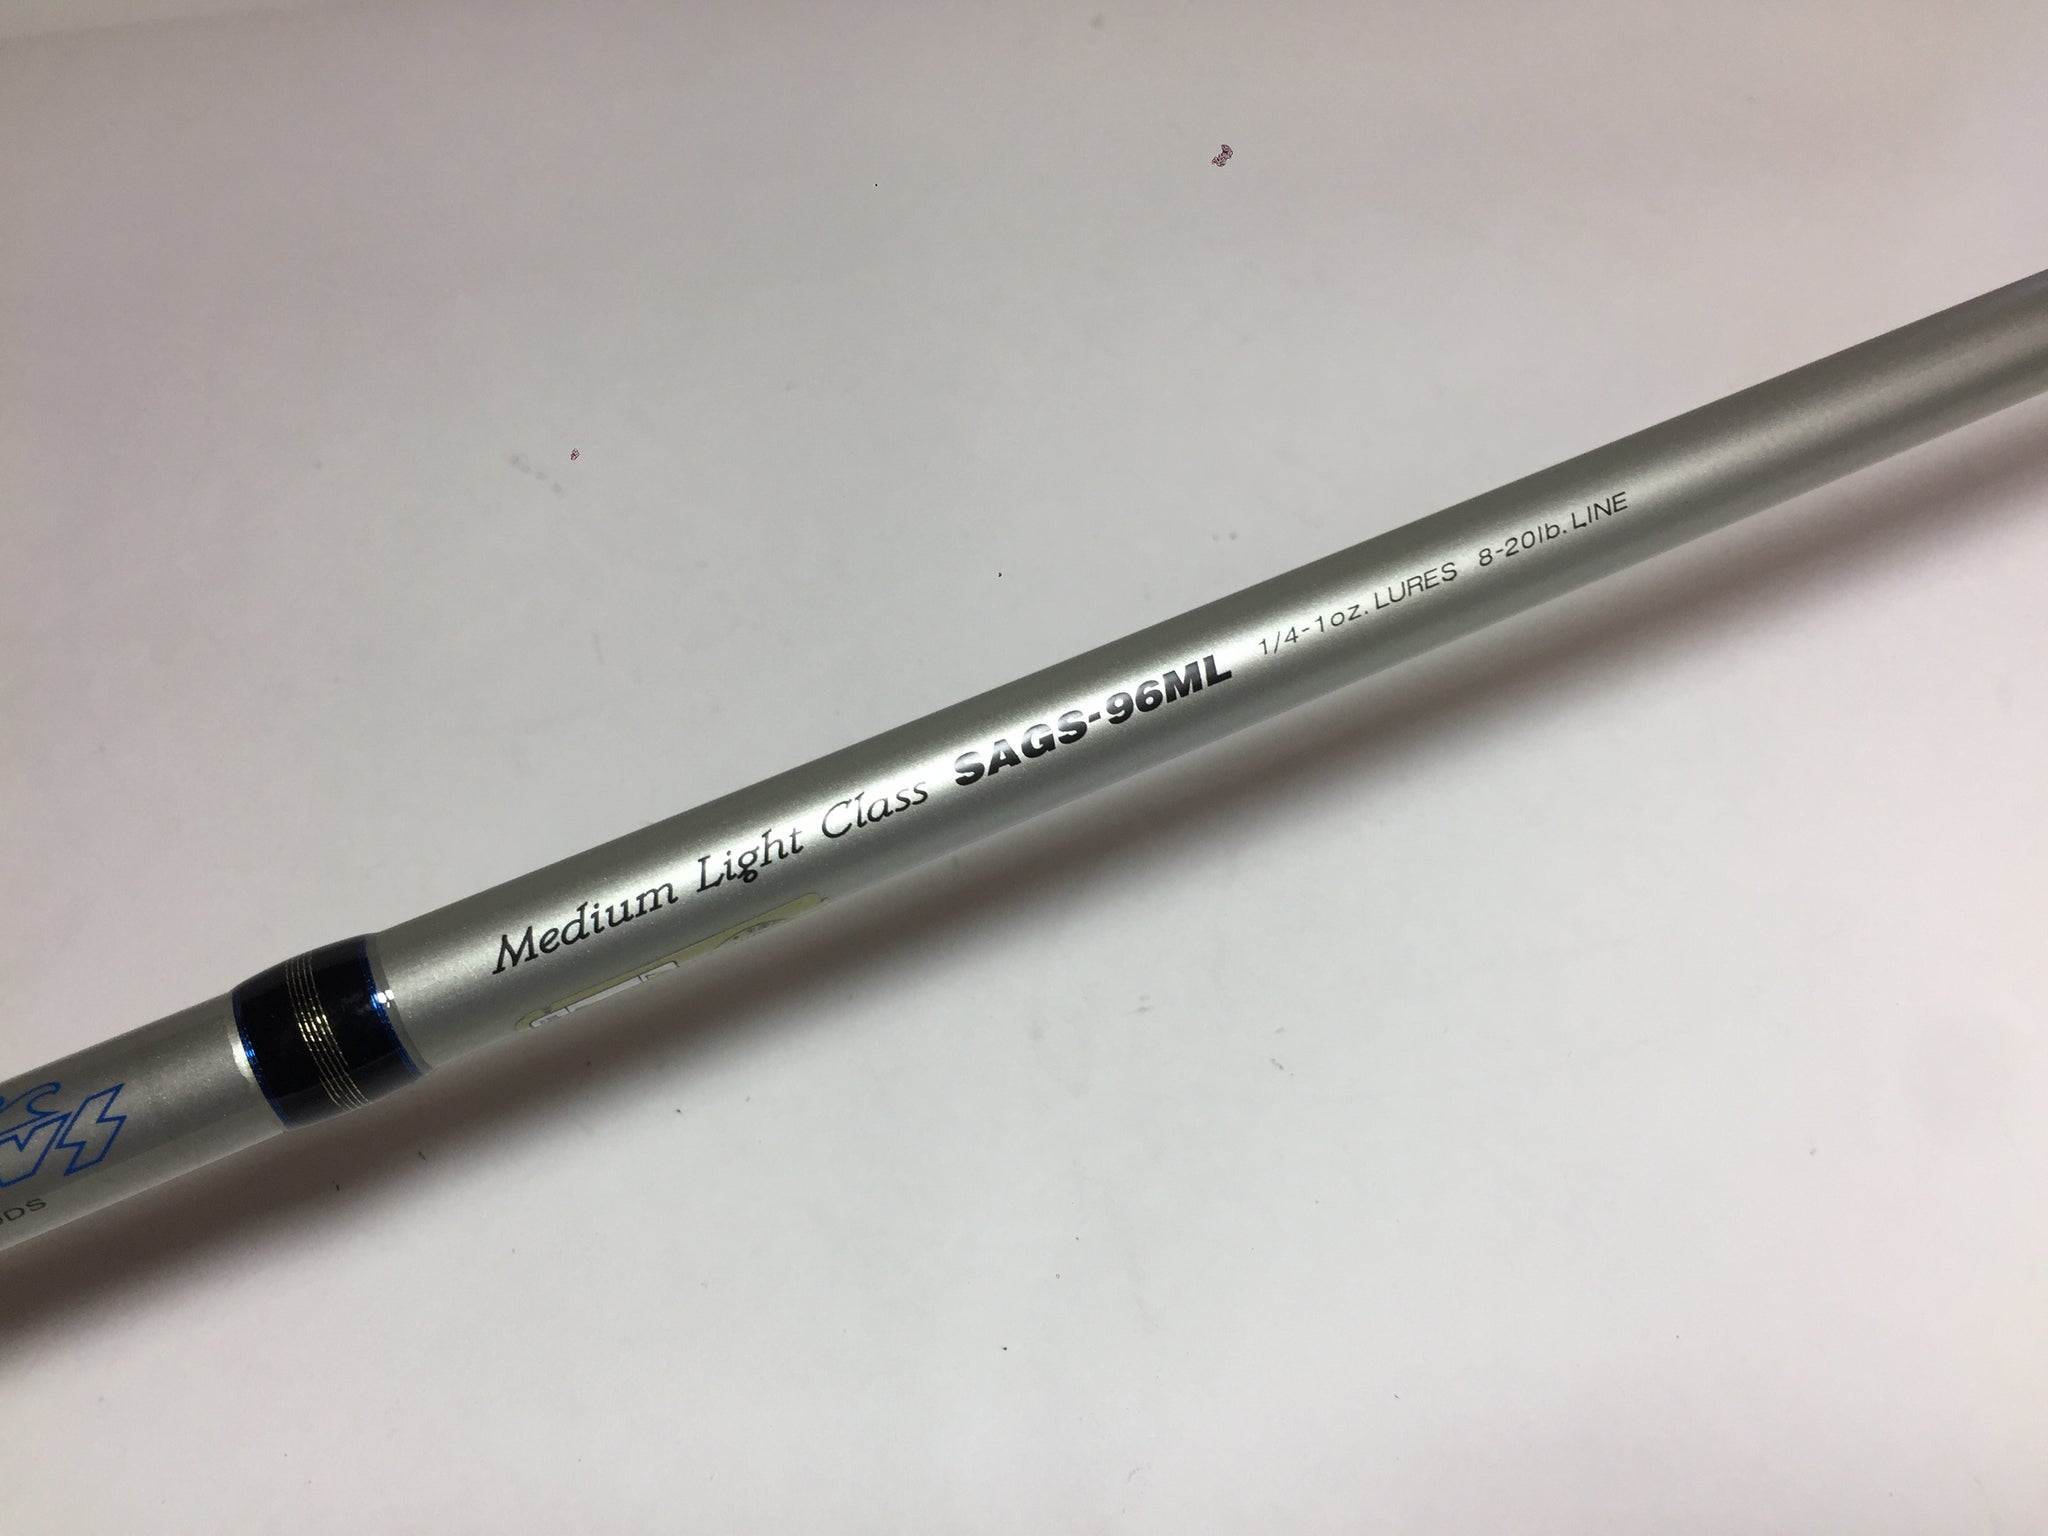 Medium Light Class SAGS-96ML 1/4-1oz. LURES 8-20lb. LINE